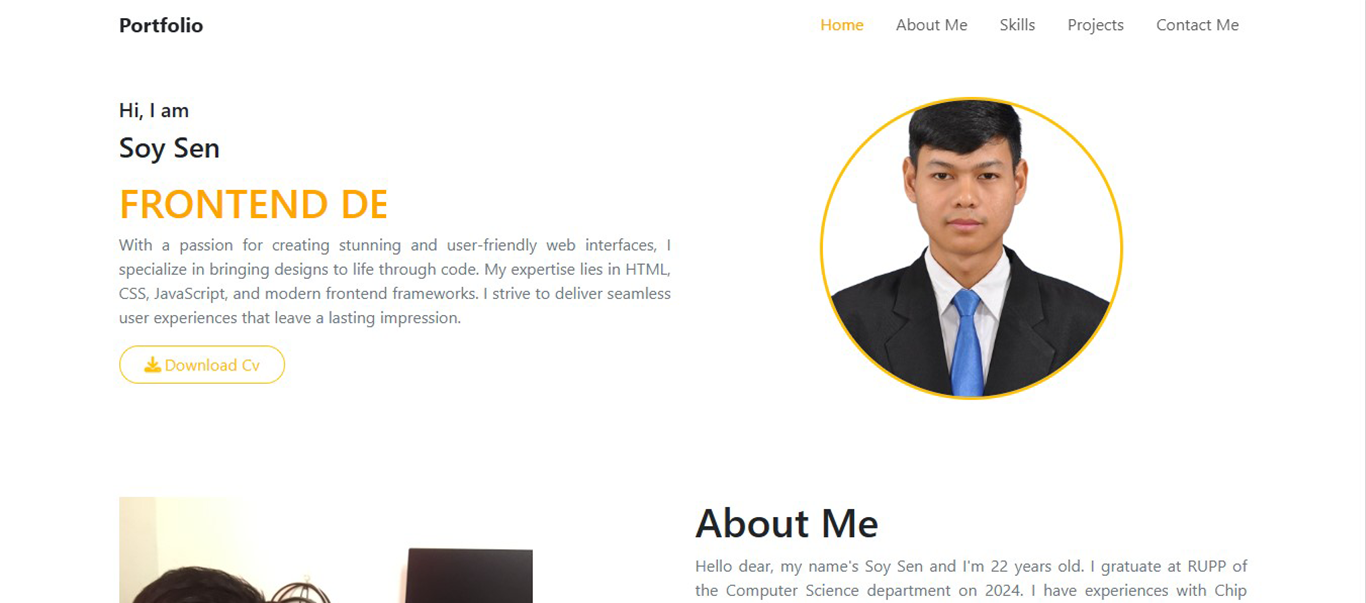 Portfolio
Home About Me Skills Projects Contact Me
Hi, I am
Soy Sen
FRONTEND DE
With a passion for creating stunning and user-friendly web interfaces, I
specialize in bringing designs to life through code. My expertise lies in HTML,
CSS, JavaScript, and modern frontend frameworks. I strive to deliver seamless
user experiences that leave a lasting impression.
Download Cv
About Me
Hello dear, my name's Soy Sen and I'm 22 years old. I gratuate at RUPP of
the Computer Science department on 2024. I have experiences with Chip